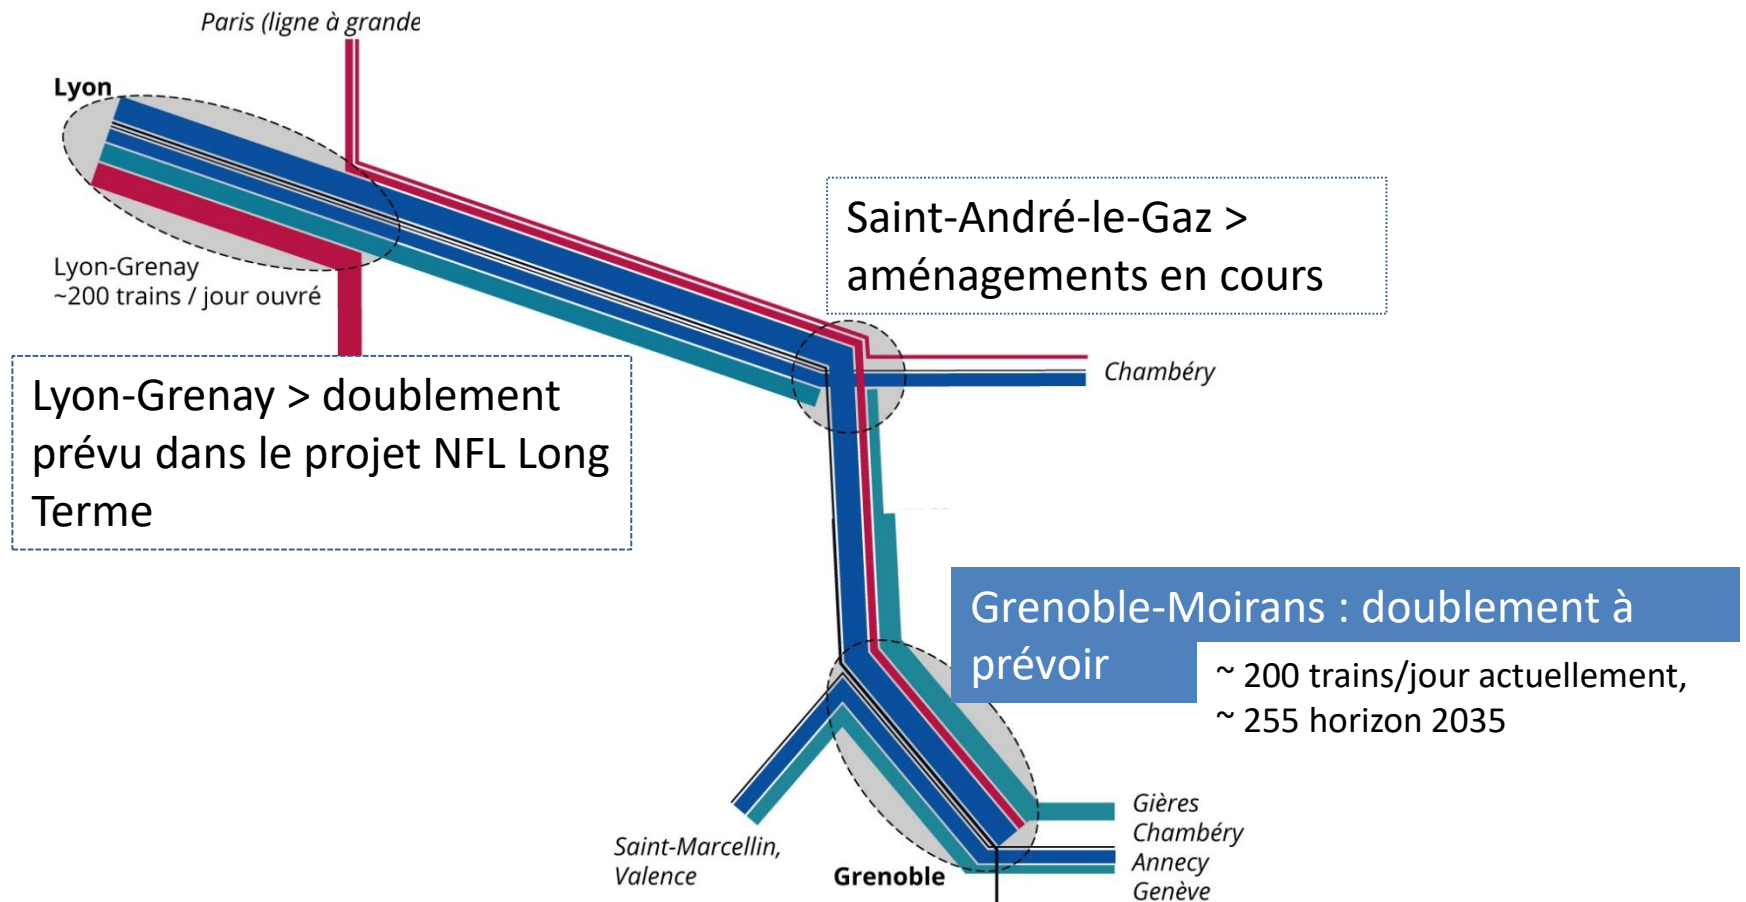 Paris (ligne à grande
Lyon
Saint-André-le-Gaz >
aménagements en cours
Lyon-Grenay
~200 trains / jour ouvré
Chambéry
Lyon-Grenay > doublement
prévu dans le projet NFL Long
Terme
Grenoble-Moirans : doublement à
prévoir
~ 200 trains/jour actuellement,
~ 255 horizon 2035
Saint-Marcellin,
Valence
Grenoble
Gières
Chambéry
Annecy
Genève